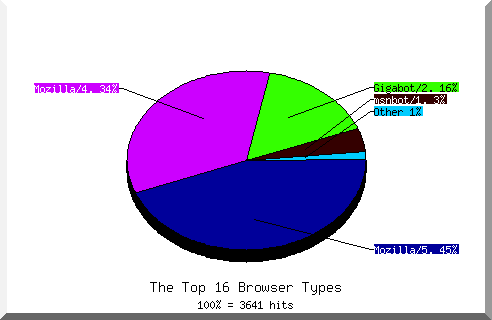 Mozilla/4. 34%
Gigabot/2. 16%
msnbot/1. 3%
Other 1%
Mozilla/5. 45%
The Top 16 Browser Types
100% = 3641 hits